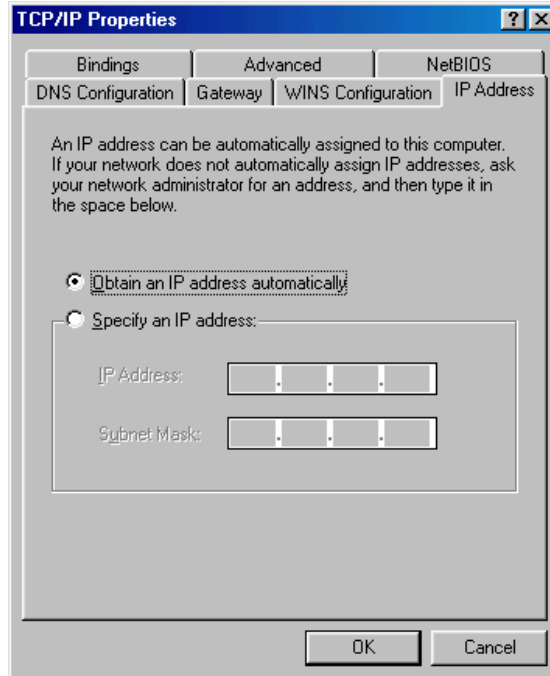 TCP/IP Properties
Bindings Advanced NetBIOS
DNS Configuration Gateway WINS Configuration IP Address
An IP address can be automatically assigned to this computer.
If your network does not automatically assign IP addresses, ask
your network administrator for an address, and then type it in
the space below.
Obtain an IP address automatically
Specify an IP address:
IP Address:
. . .
Subnet Mask:
. . .
OK Cancel